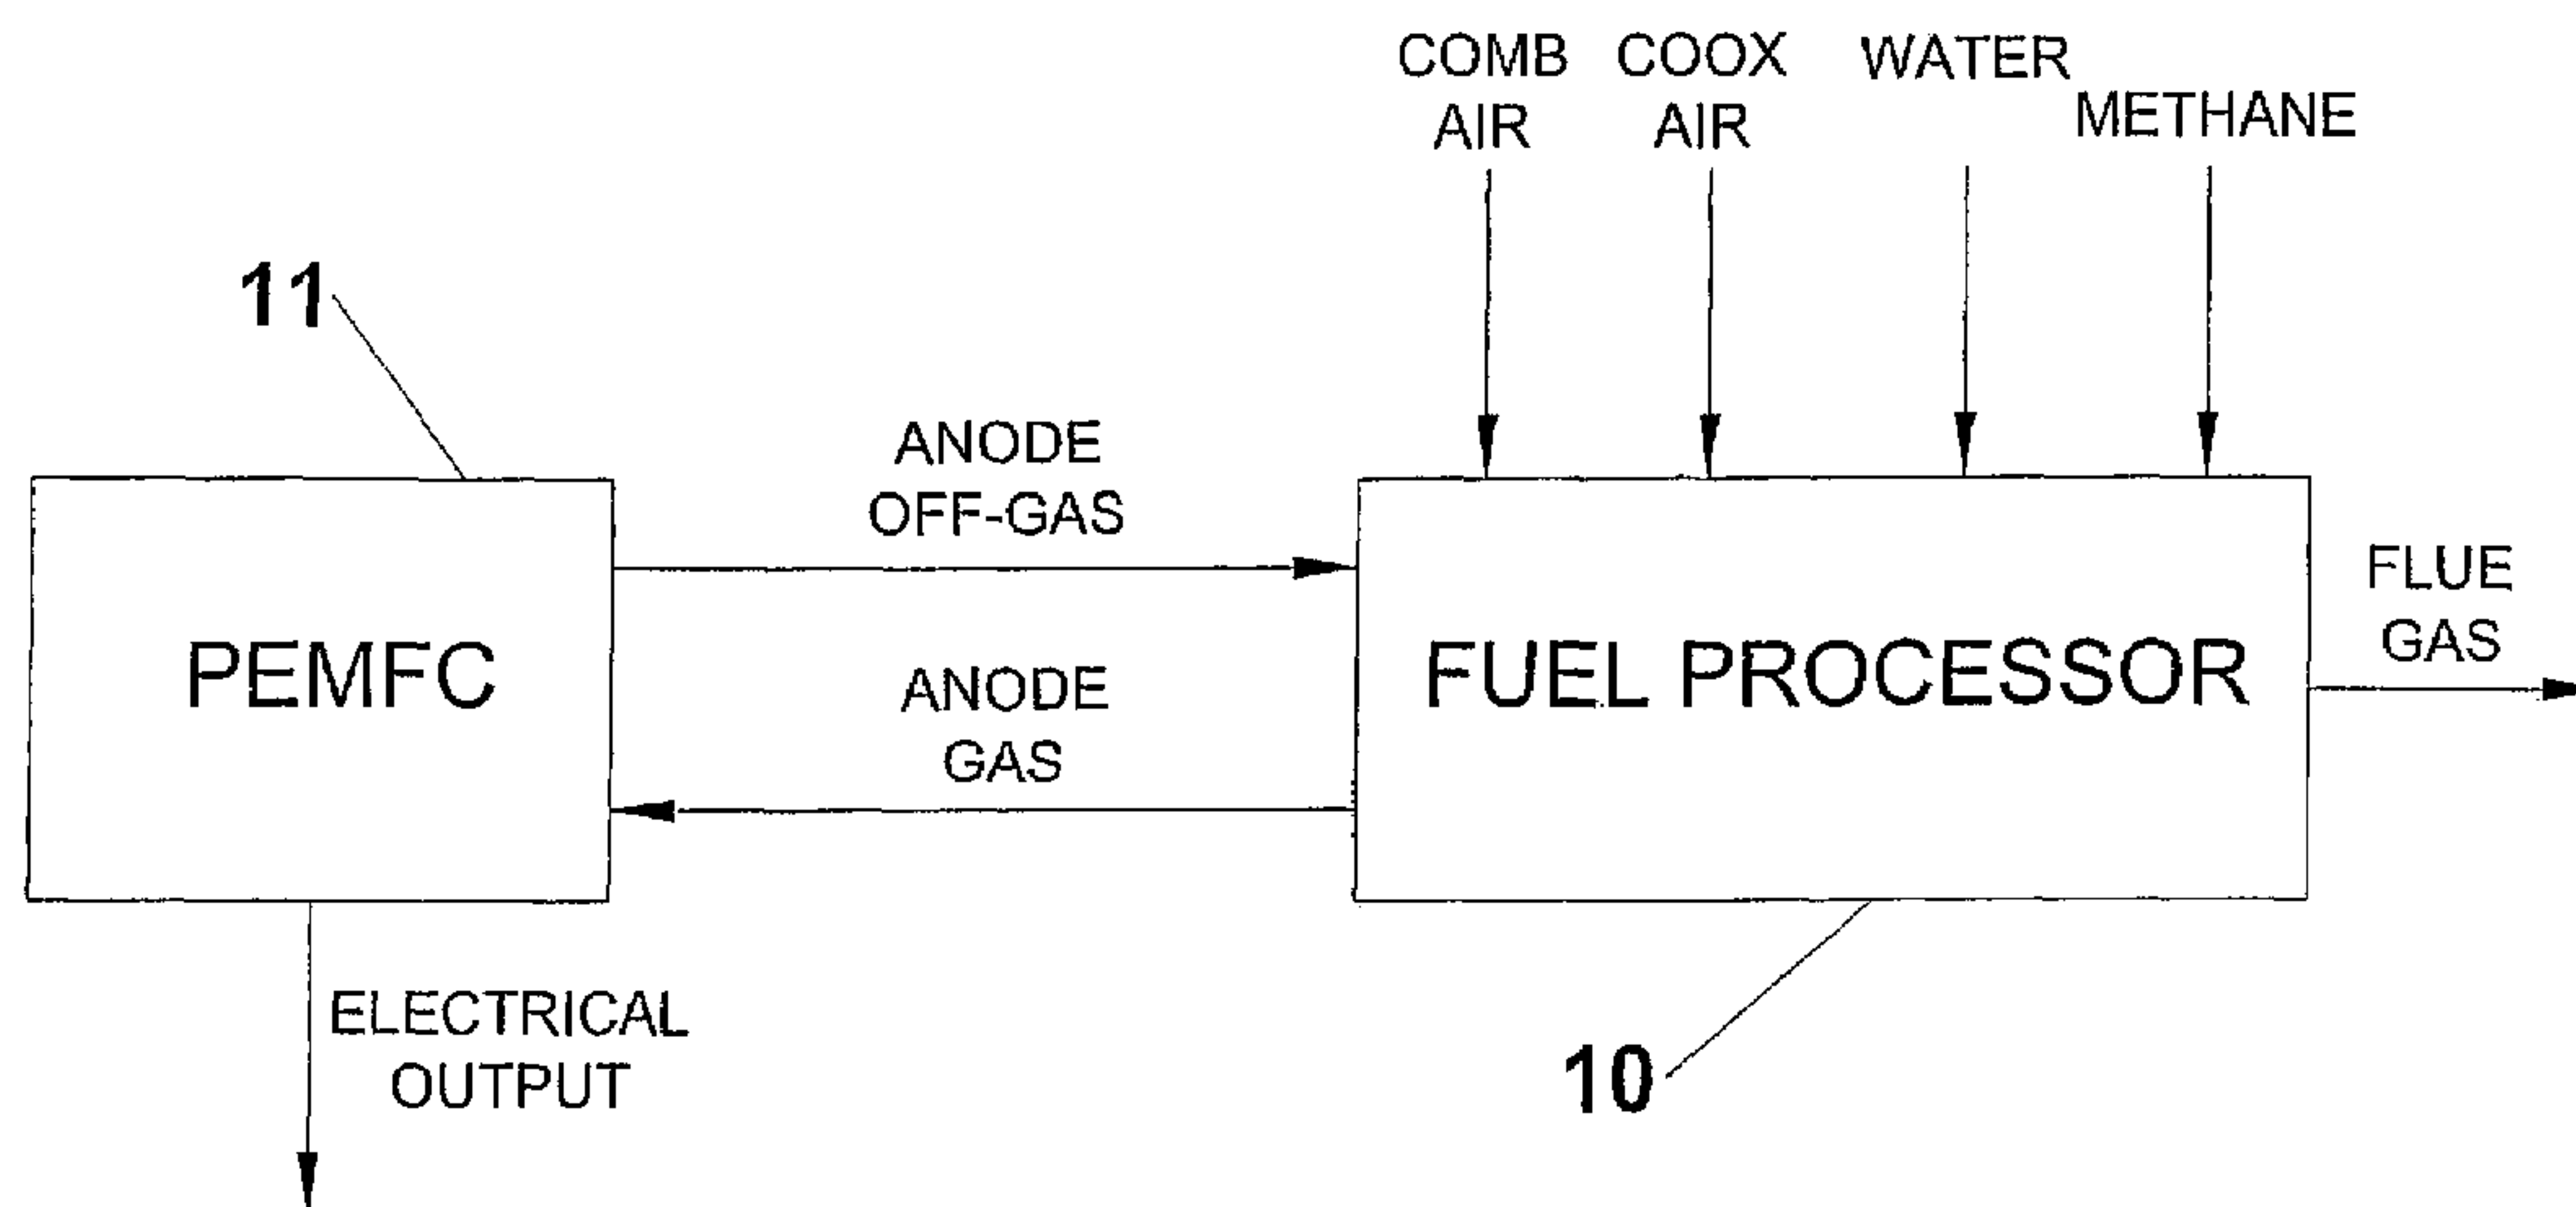 COMB
AIR
COOX
AIR
WATER
METHANE
11
ANODE
OFF-GAS
FLUE
GAS
PEMFC
ANODE
GAS
FUEL PROCESSOR
ELECTRICAL
OUTPUT
10